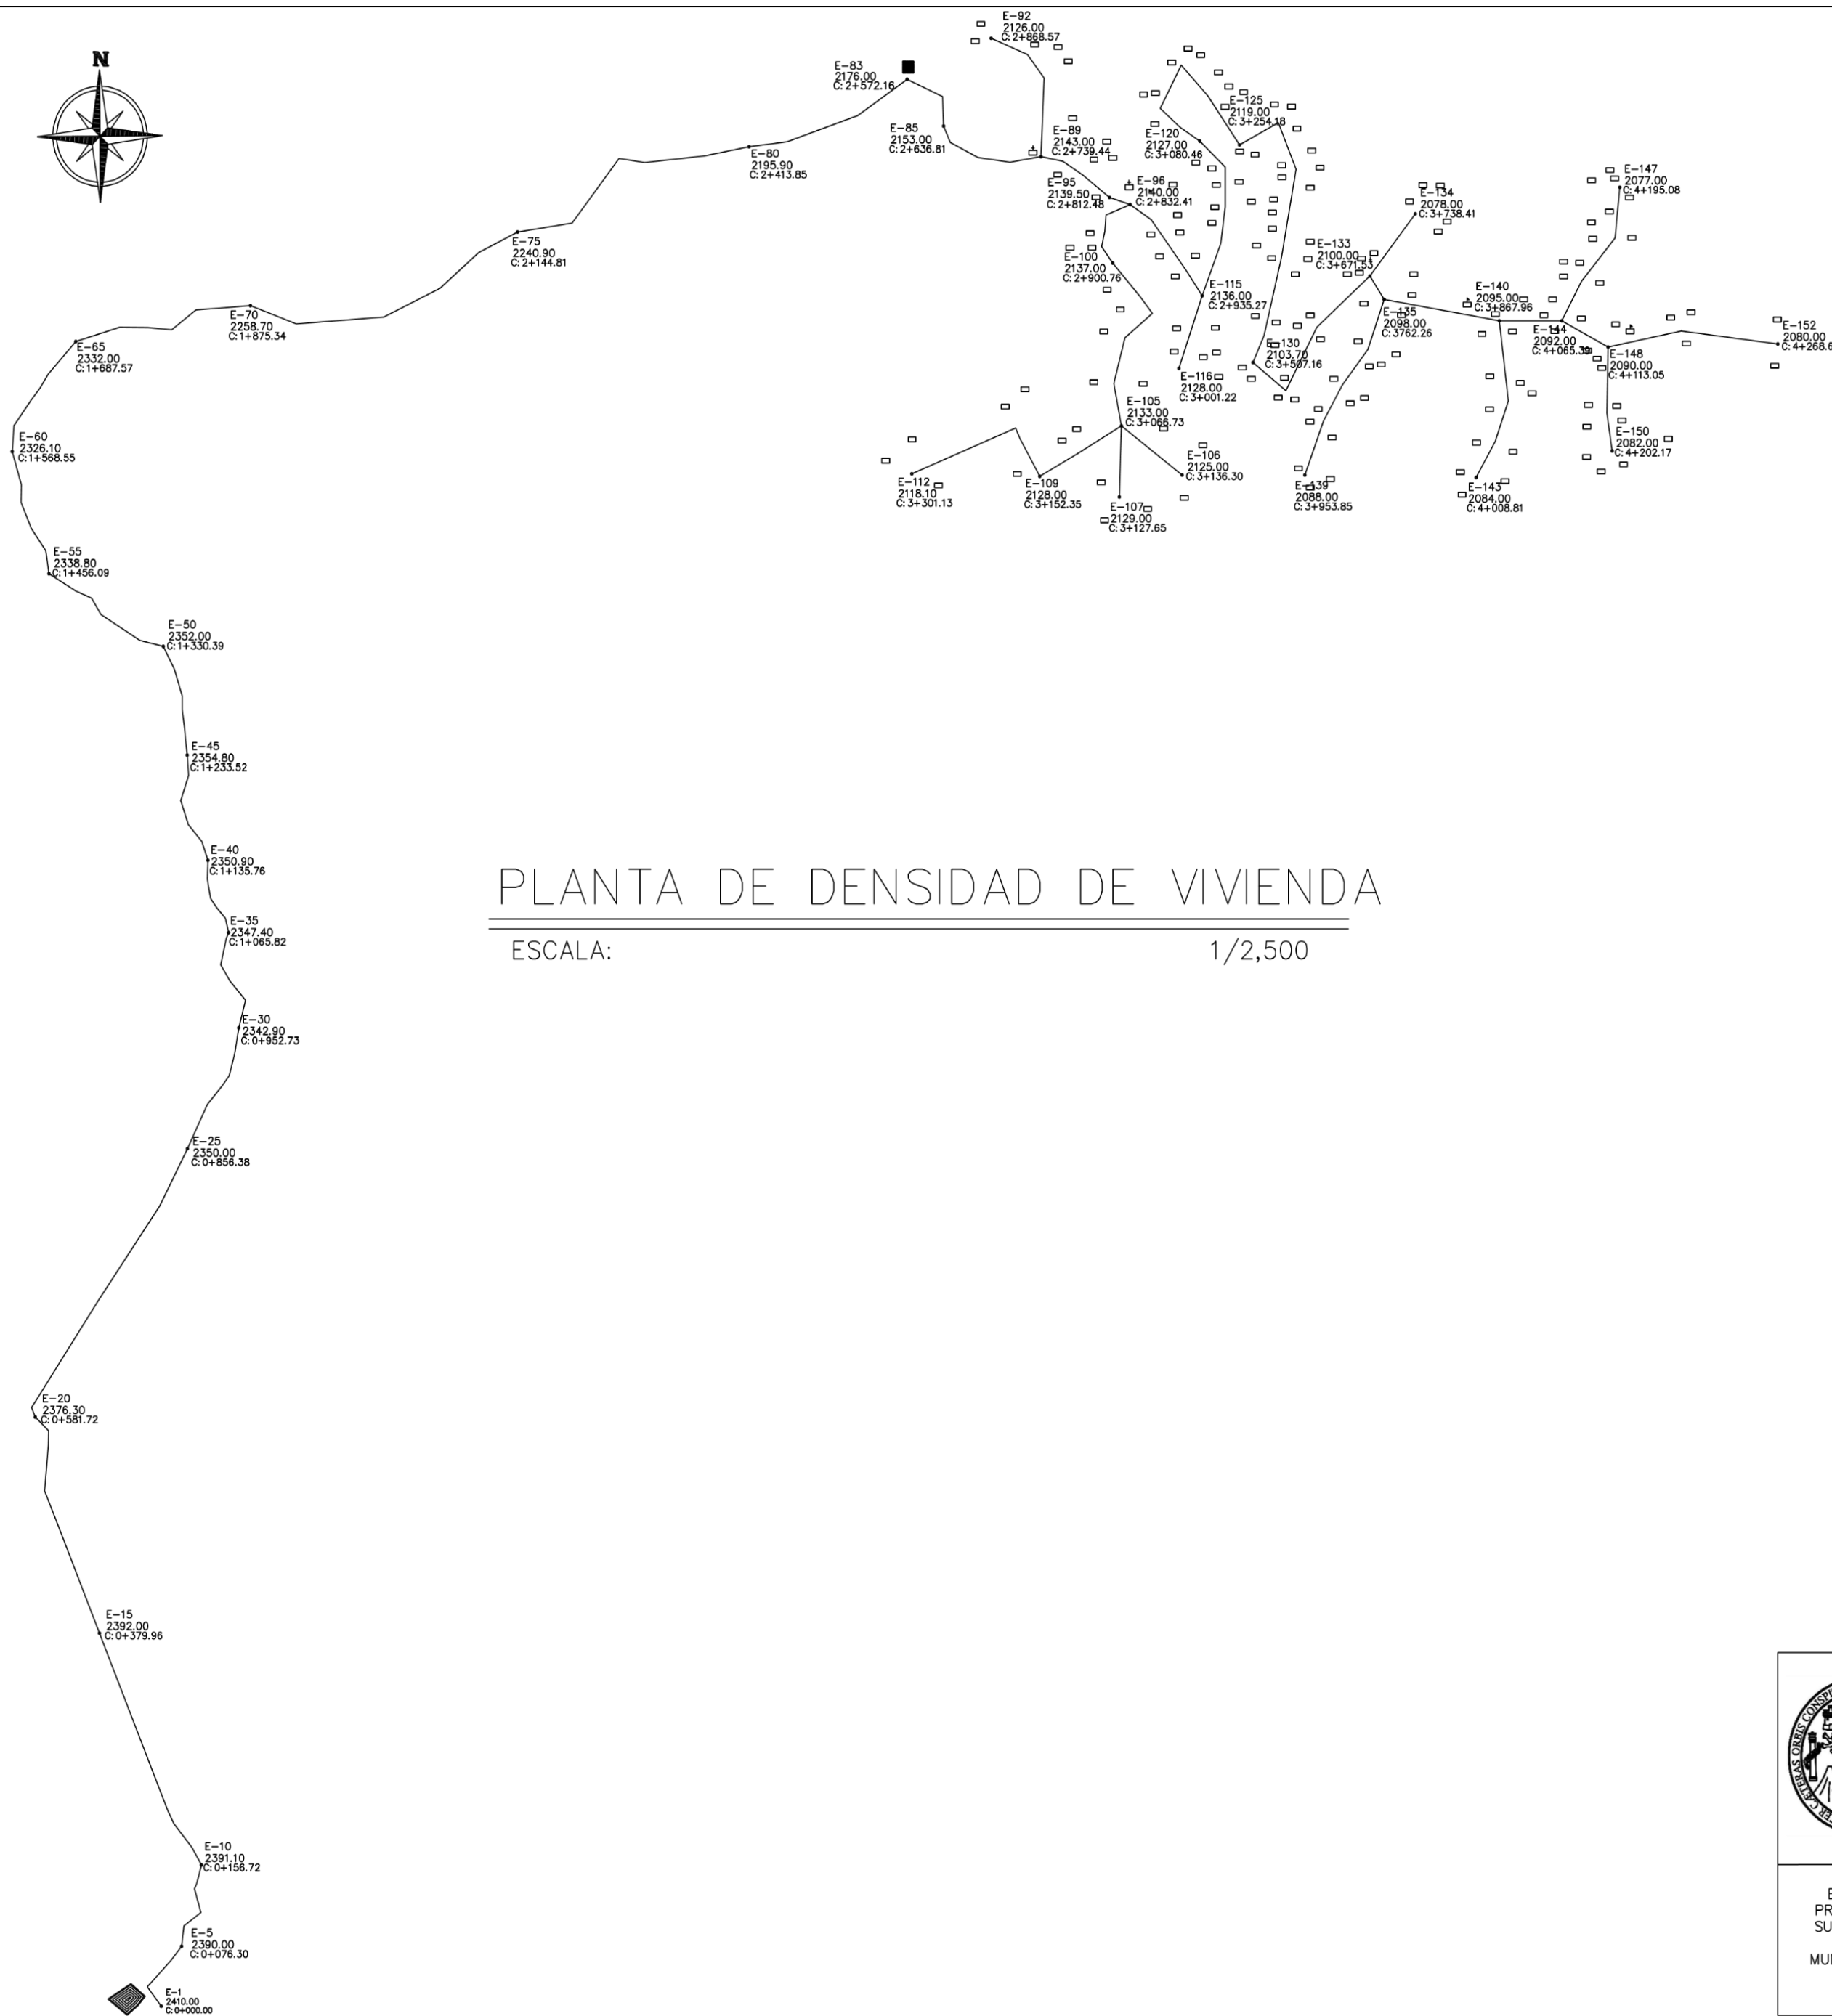 N
E-92
2126.00
C: 2+868.57
E-83
2176.00
C: 2+572.16
E-85
2153.00
C: 2+636.81
E-89
2143.00
C: 2+739.44
E-80
2195.90
C: 2+413.85
E-95
2139.50
C: 2+812.48
E-96
2140.00
C: 2+832.41
E-120
2127.00
C: 3+080.46
E-125
2119.00
C: 3+254.18
E-134
2078.00
C: 3+738.41
E-147
2077.00
C: 4+195.08
E-75
2240.90
C: 2+144.81
E-100
2137.00
C: 2+900.76
E-133
2100.00
C: 3+671.53
E-115
2136.00
C: 2+935.27
E-135
2098.00
C: 3762.26
E-140
2095.00
C: 3+867.96
E-70
2258.70
C: 1+875.34
E-144
2092.00
C: 4+065.39
E-152
2080.00
C: 4+268.6
E-65
2332.00
C: 1+687.57
E-130
2103.70
C: 3+507.16
E-148
2090.00
C: 4+113.05
E-116
2128.00
C: 3+001.22
E-105
2133.00
C: 3+066.73
E-60
2326.10
C: 1+568.55
E-150
2082.00
C: 4+202.17
E-106
2125.00
C: 3+136.30
E-112
2118.10
C: 3+301.13
E-109
2128.00
C: 3+152.35
E-107
2129.00
C: 3+127.65
E-139
2088.00
C: 3+953.85
E-143
2084.00
C: 4+008.81
E-55
2338.80
C: 1+456.09
E-50
2352.00
C: 1+330.39
E-45
2354.80
C: 1+233.52
E-40
2350.90
C: 1+135.76
PLANTA DE DENSIDAD DE VIVIENDA
ESCALA: 1/2,500
E-35
2347.40
C: 1+065.82
E-30
2342.90
C: 0+952.73
E-25
2350.00
C: 0+856.38
E-20
2376.30
C: 0+581.72
E-15
2392.00
C: 0+379.96
E-10
2391.10
C: 0+156.72
E-5
2390.00
C: 0+076.30
E-1
2410.00
C: 0+000.00
CÆTERAS ORBIS CONSP
E
PR
SU
MU